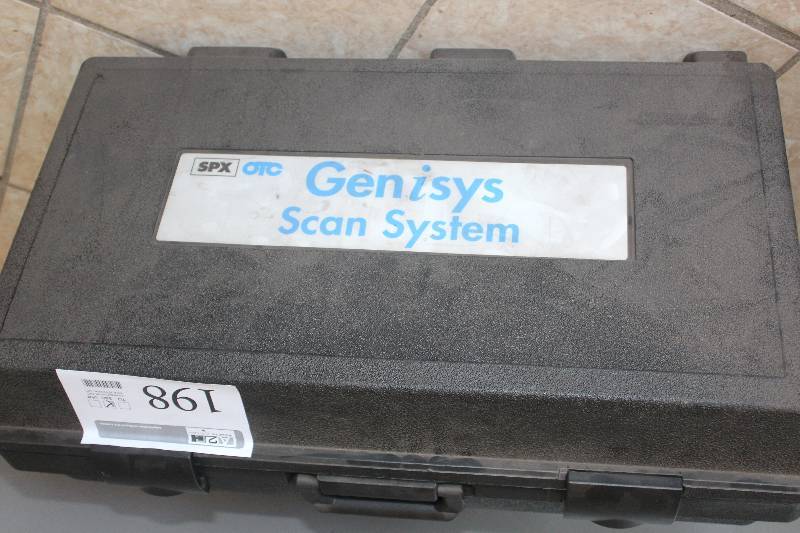 SPX OTC Genisys
Scan System
198